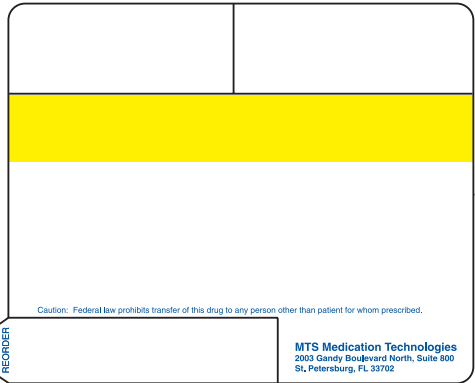 Caution: Federal law prohibits transfer of this drug to any person other than patient for whom prescribed.
REORDER
MTS Medication Technologies
2003 Gandy Boulevard North, Suite 800
St. Petersburg, FL 33702